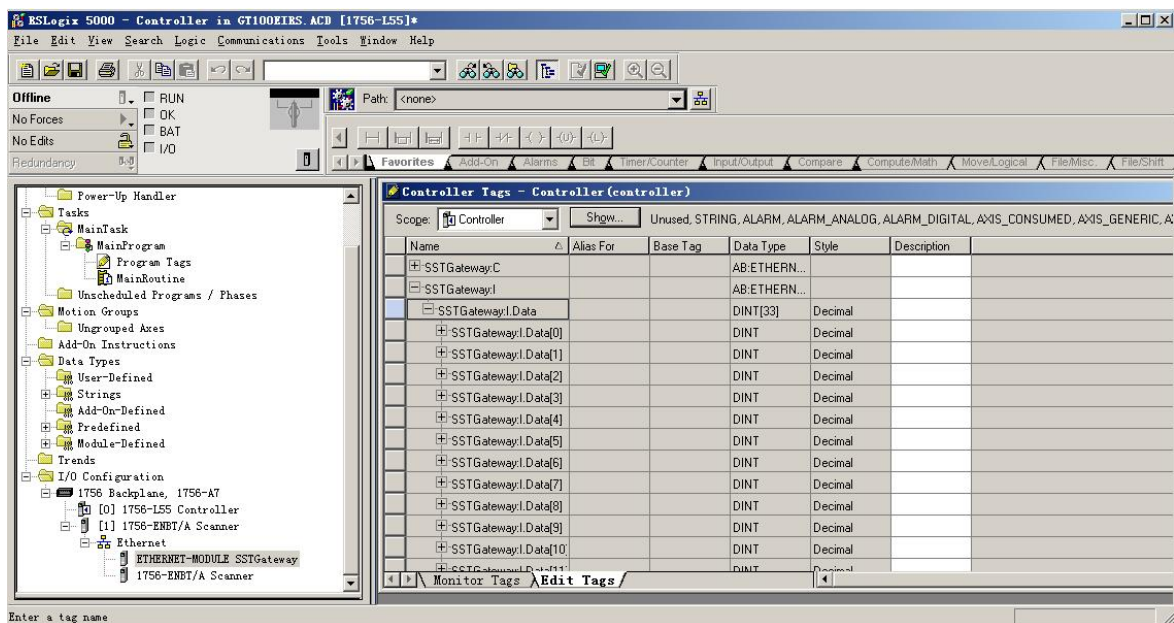 RSLogix 5000 - Controller in GT100EIRS.ACD [1756-L55]*
File Edit View Search Logic Communications Tools Window Help
Offline RUN
No Forces OK
No Edits BAT
Redundancy I/O
Path: <none>
Favorites Add-On Alarms Bit Timer/Counter Input/Output Compare Compute/Math Move/Logical File/Misc. File/Shift
Power-Up Handler
Tasks
MainTask
MainProgram
Program Tags
MainRoutine
Unscheduled Programs / Phases
Motion Groups
Ungrouped Axes
Add-On Instructions
Data Types
User-Defined
Strings
Add-On-Defined
Predefined
Module-Defined
Trends
I/O Configuration
1756 Backplane, 1756-A7
[0] 1756-L55 Controller
[1] 1756-ENBT/A Scanner
Ethernet
ETHERNET-MODULE SSTGateway
1756-ENBT/A Scanner
Controller Tags - Controller(controller)
Scope: Controller Show... Unused, STRING, ALARM, ALARM_ANALOG, ALARM_DIGITAL, AXIS_CONSUMED, AXIS_GENERIC,
Name Alias For Base Tag Data Type Style Description
SSTGateway:C AB:ETHERN...
SSTGateway:I AB:ETHERN...
SSTGateway:I.Data DINT[33] Decimal
SSTGateway:I.Data[0] DINT Decimal
SSTGateway:I.Data[1] DINT Decimal
SSTGateway:I.Data[2] DINT Decimal
SSTGateway:I.Data[3] DINT Decimal
SSTGateway:I.Data[4] DINT Decimal
SSTGateway:I.Data[5] DINT Decimal
SSTGateway:I.Data[6] DINT Decimal
SSTGateway:I.Data[7] DINT Decimal
SSTGateway:I.Data[8] DINT Decimal
SSTGateway:I.Data[9] DINT Decimal
SSTGateway:I.Data[10] DINT Decimal
SSTGateway:I.Data[11] DINT Decimal
Monitor Tags Edit Tags
Enter a tag name